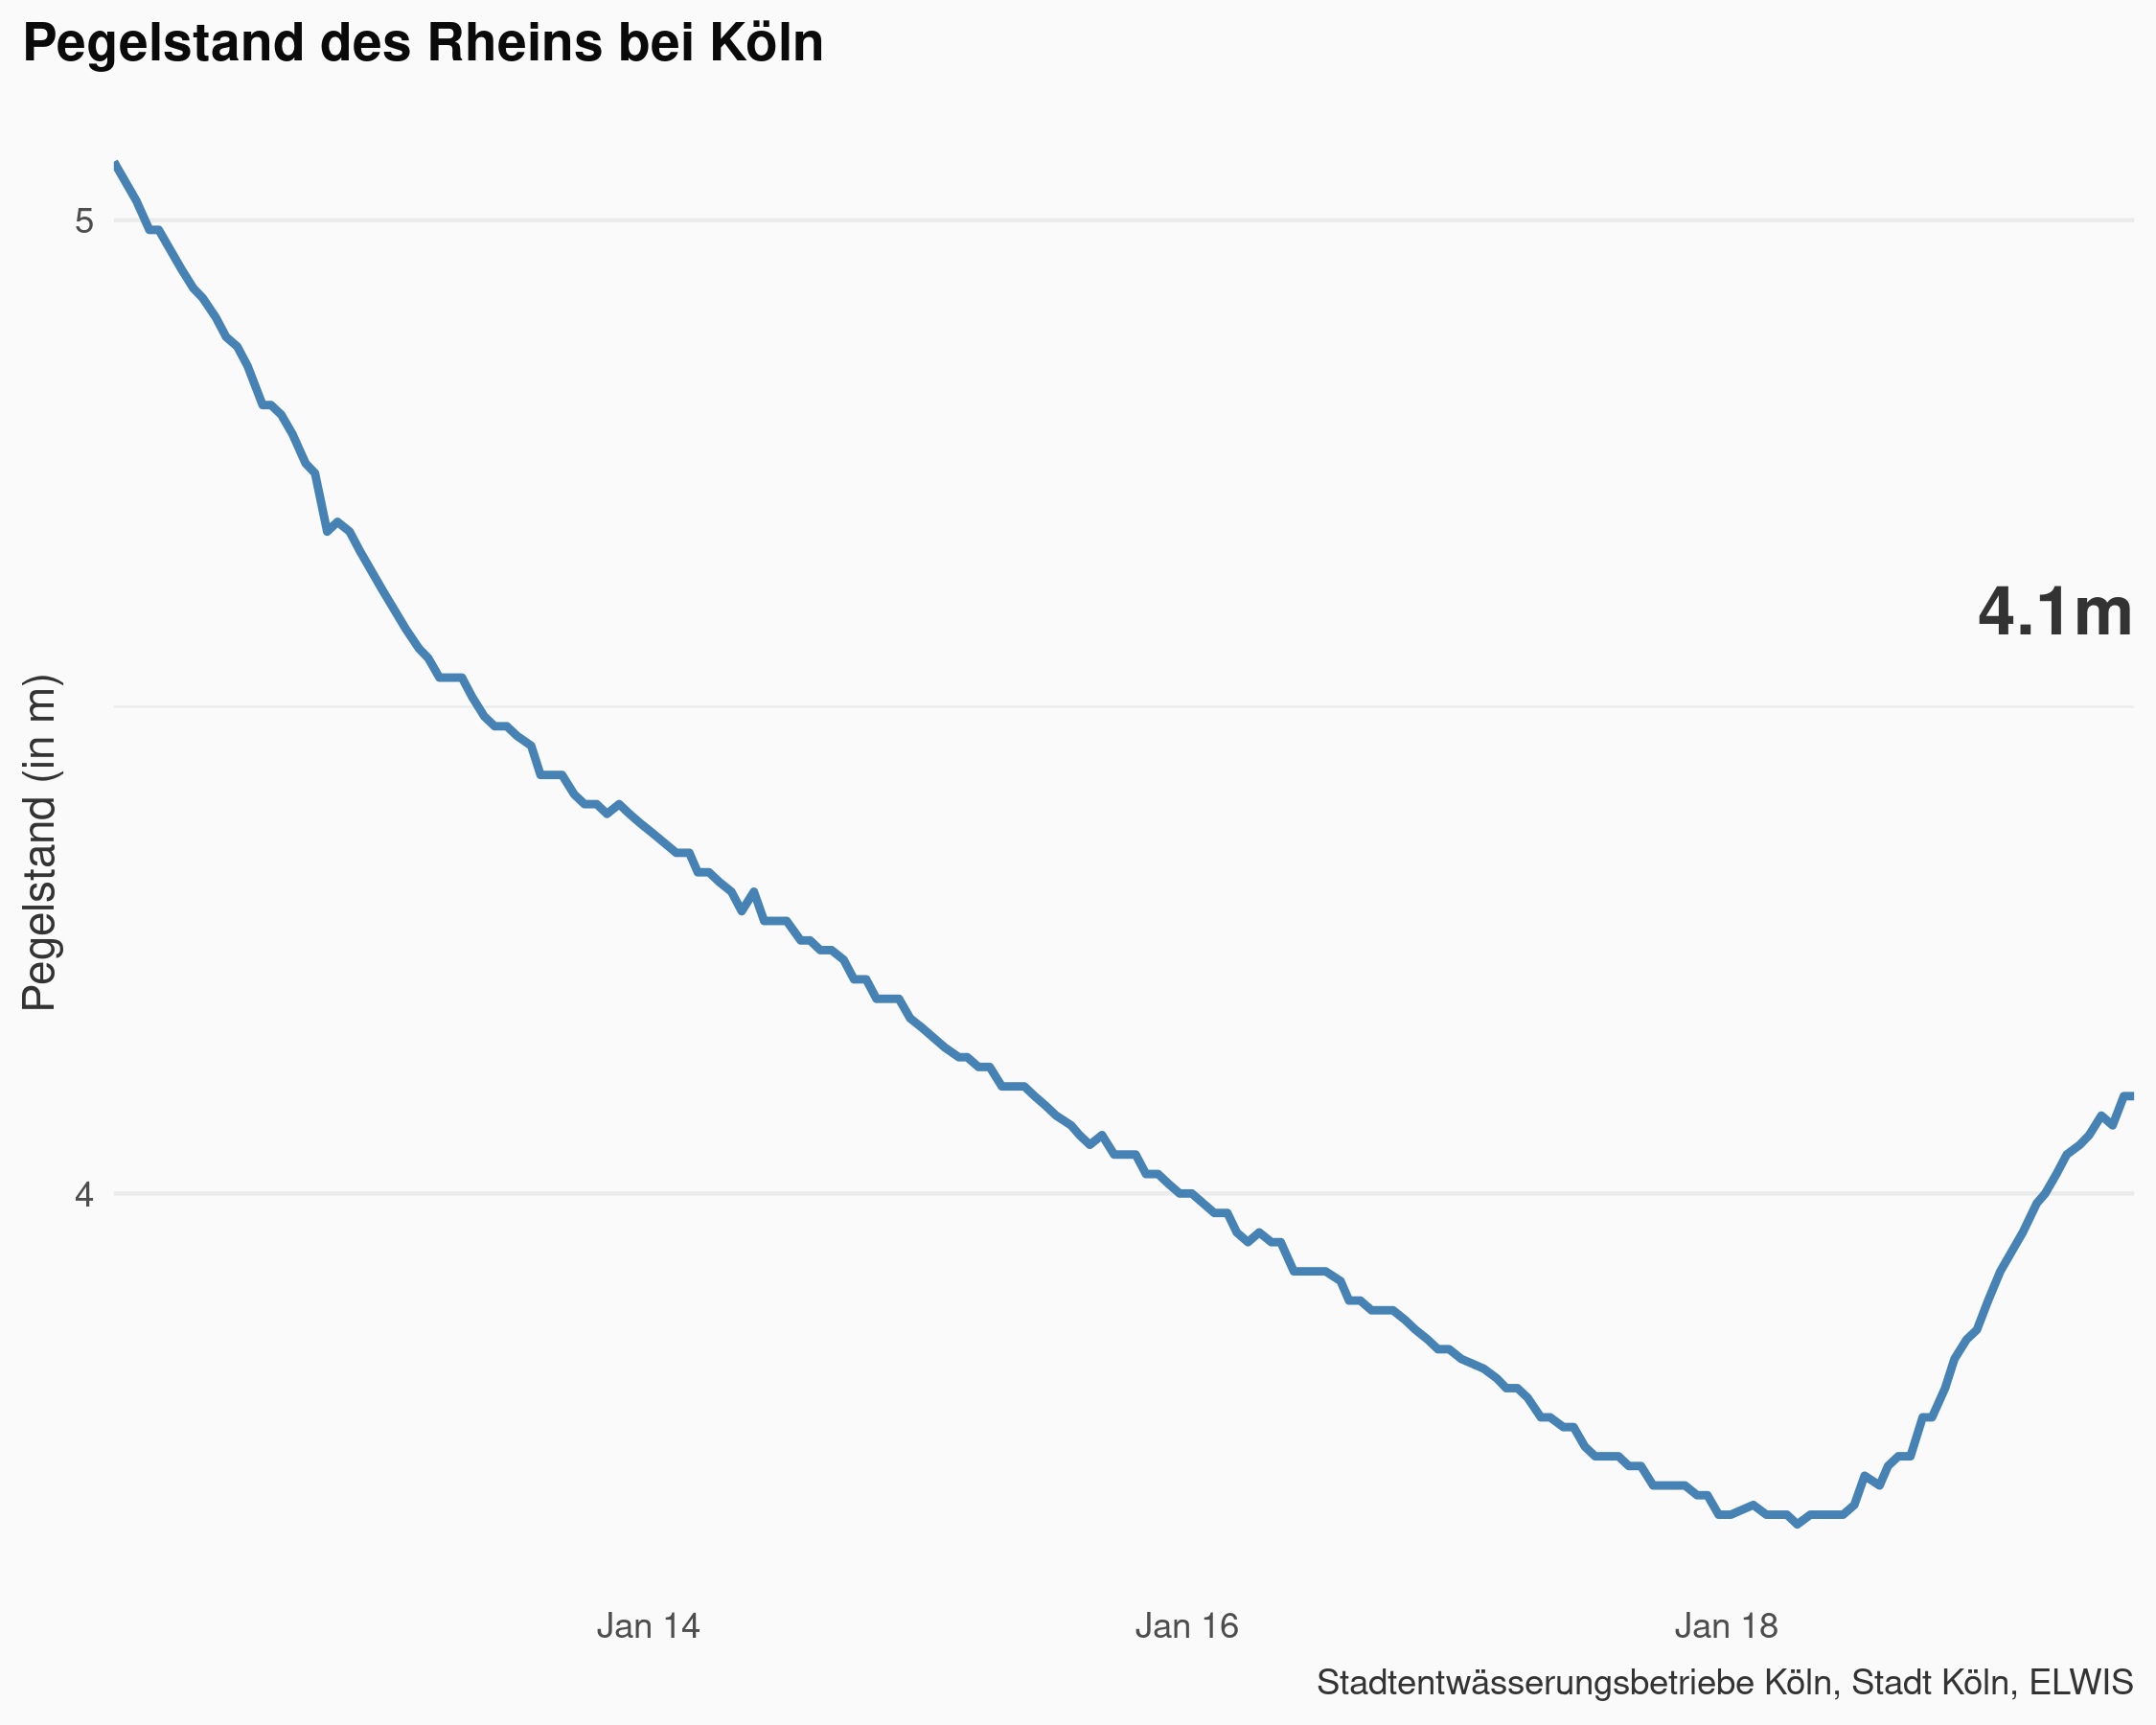 Pegelstand des Rheins bei Köln
5
4.1m
Pegelstand (in m)
4
Jan 14
Jan 16
Jan 18
Stadtentwässerungsbetriebe Köln, Stadt Köln, ELWIS